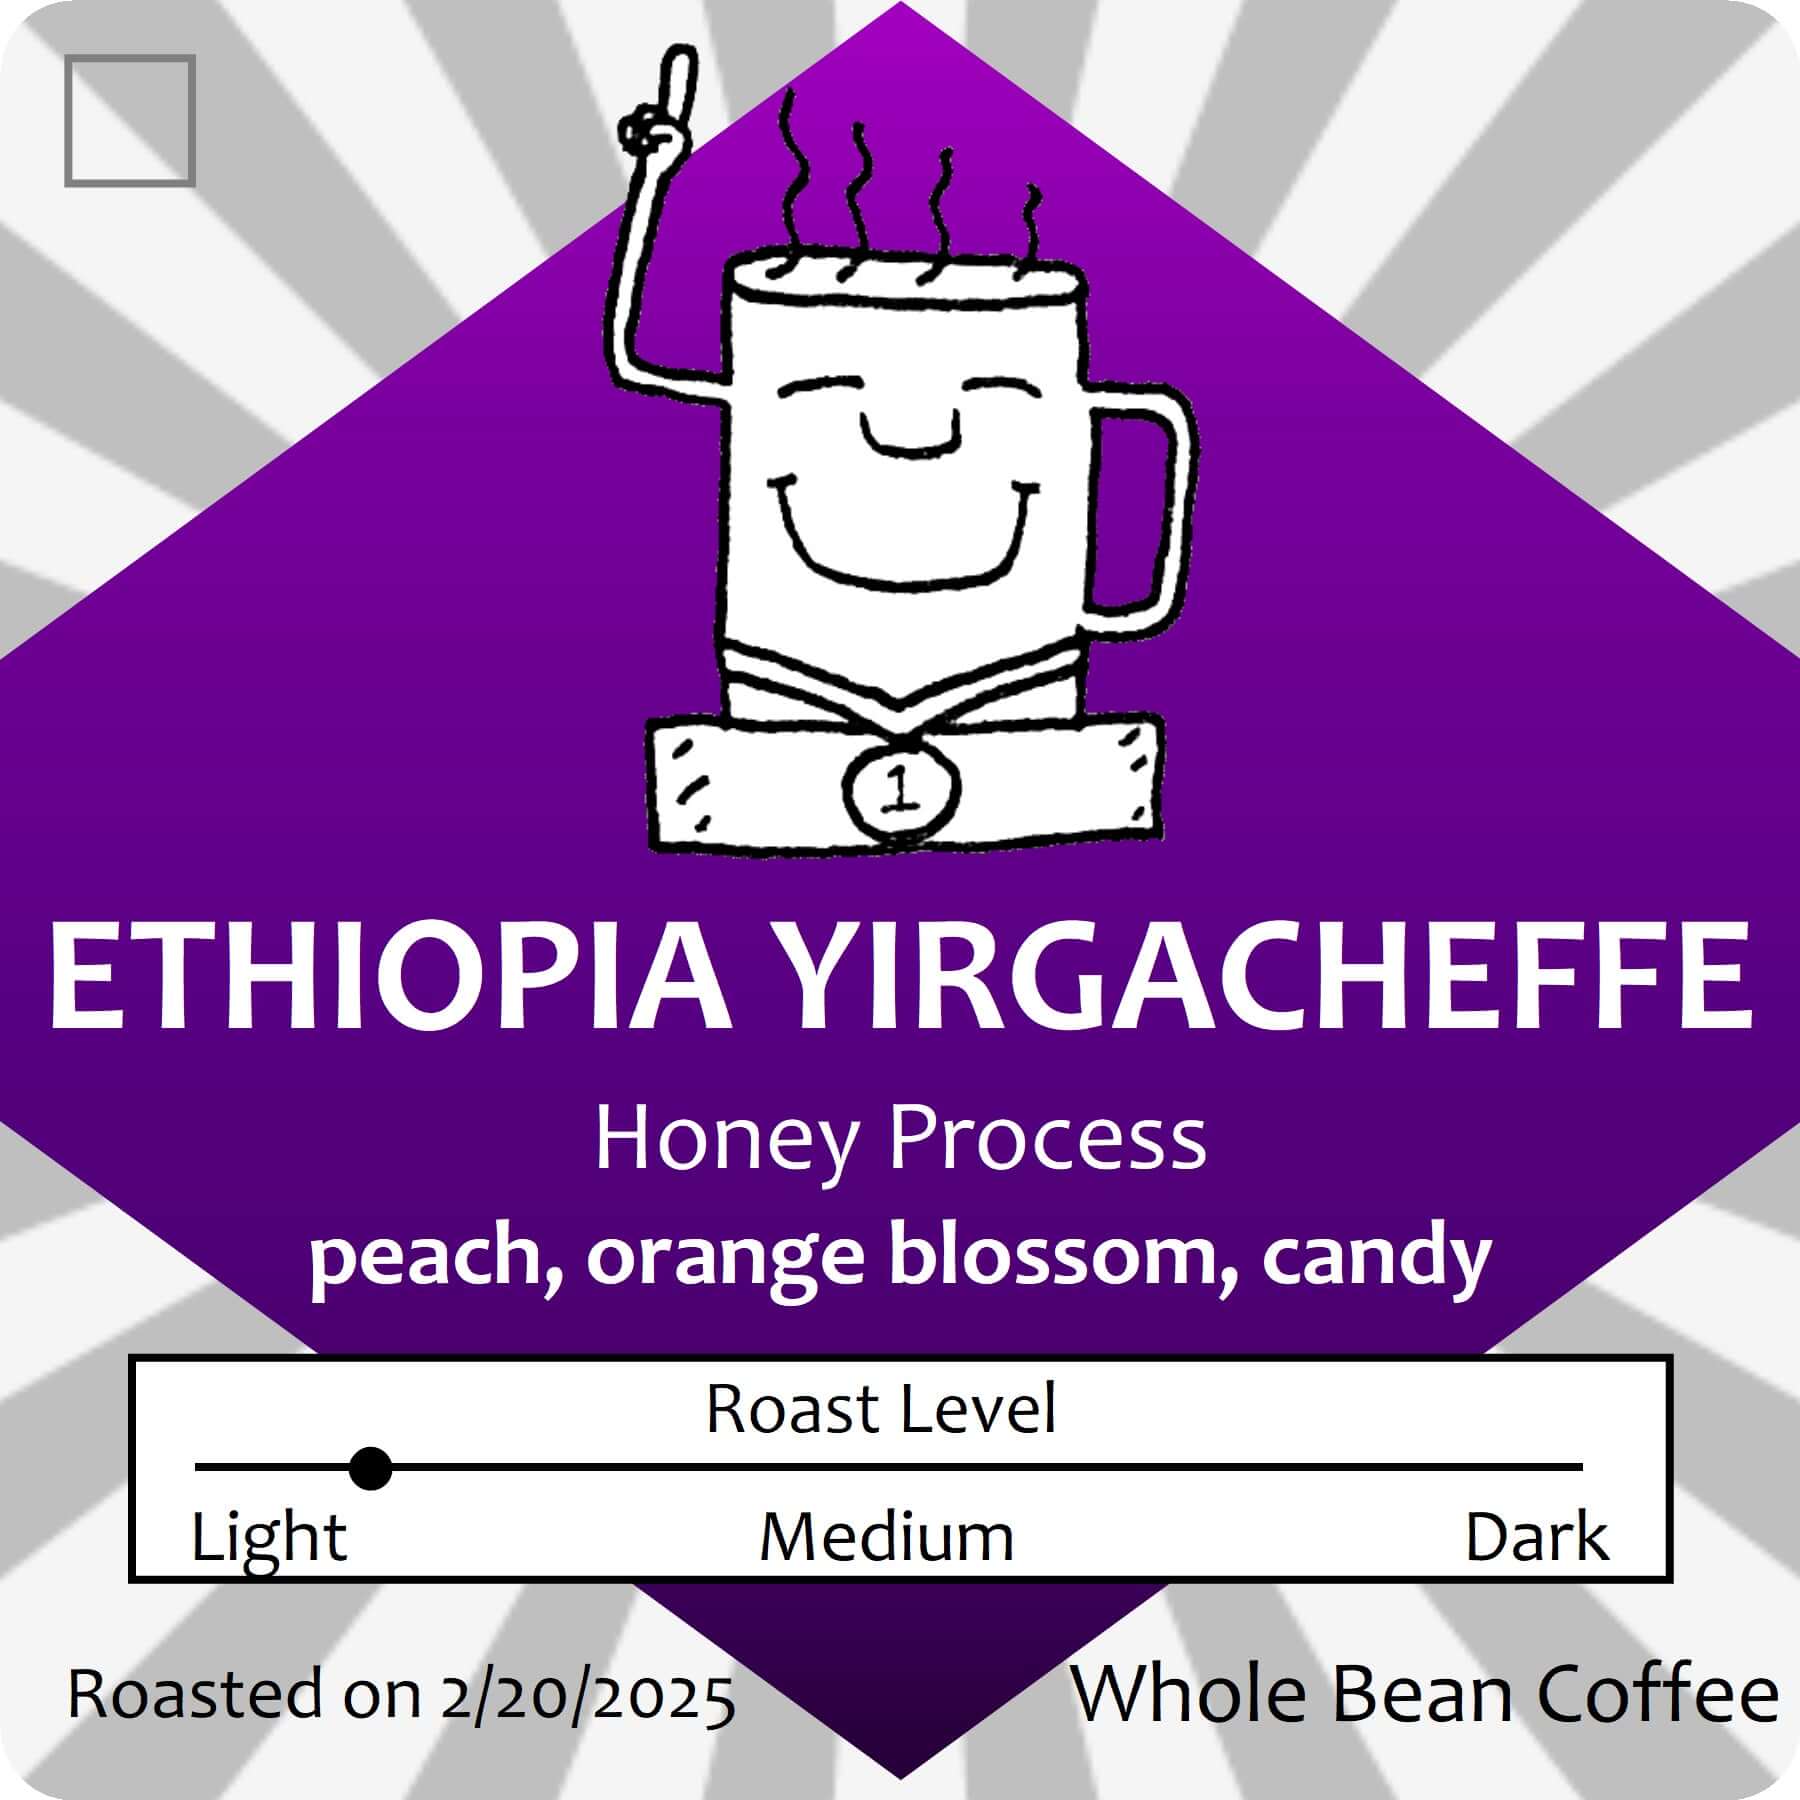 1
ETHIOPIA YIRGACHEFFE
Honey Process
peach, orange blossom, candy
Roast Level
Light Medium Dark
Roasted on 2/20/2025 Whole Bean Coffee